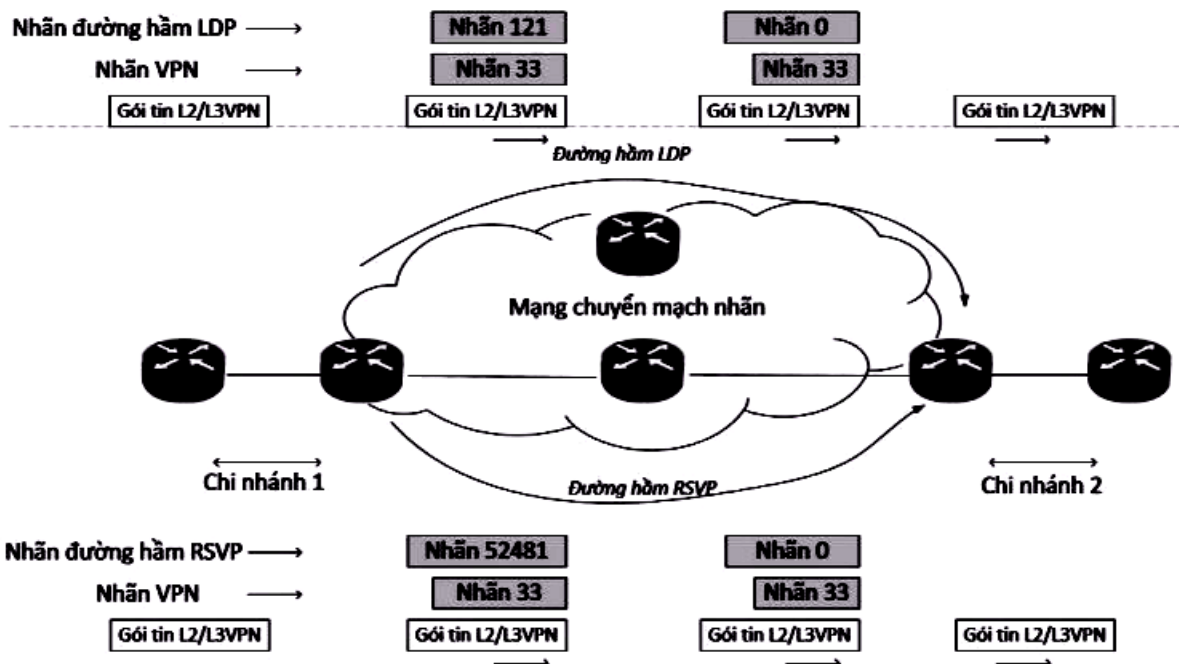 Nhãn đường hầm LDP Nhãn 121 Nhãn 0
Nhãn VPN Nhãn 33 Nhãn 33
Gói tin L2/L3VPN Gói tin L2/L3VPN Gói tin L2/L3VPN Gói tin L2/L3VPN
Đường hầm LDP
Mạng chuyển mạch nhãn
Chi nhánh 1 Chi nhánh 2
Đường hầm RSVP
Nhãn đường hầm RSVP Nhãn 52481 Nhãn 0
Nhãn VPN Nhãn 33 Nhãn 33
Gói tin L2/L3VPN Gói tin L2/L3VPN Gói tin L2/L3VPN Gói tin L2/L3VPN